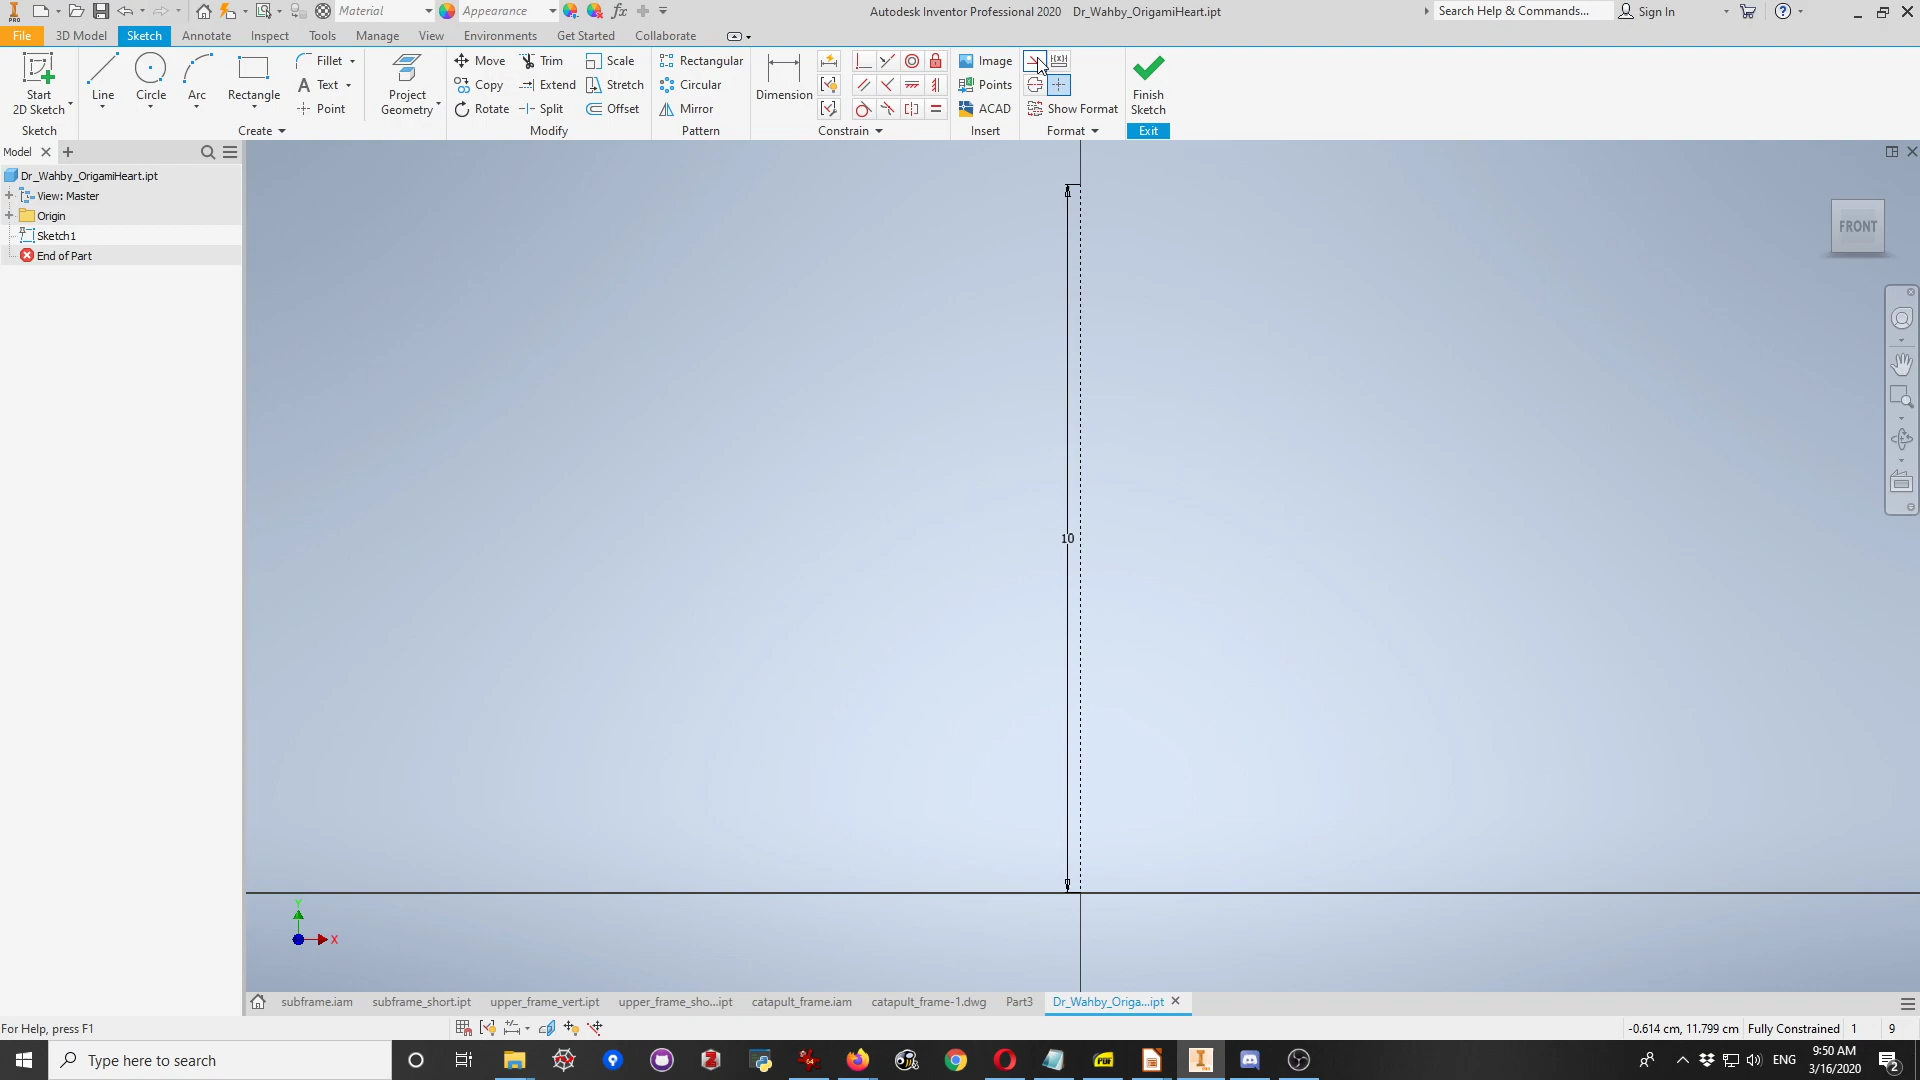 PRO
Material
Appearance
Autodesk Inventor Professional 2020 Dr_Wahby_OrigamiHeart.ipt
Search Help & Commands...
Sign In
File 3D Model Sketch Annotate Inspect Tools Manage View Environments Get Started Collaborate
Start
2D Sketch
Sketch
Line
Circle
Arc
Rectangle
Fillet
Text
Point
Create
Project
Geometry
Move
Copy
Rotate
Trim
Extend
Split
Scale
Stretch
Offset
Modify
Rectangular
Circular
Mirror
Pattern
Dimension
Constrain
Image
Points
ACAD
Insert
Show Format
Format
Finish
Sketch
Exit
Model
Dr_Wahby_OrigamiHeart.ipt
View: Master
Origin
Sketch1
End of Part
FRONT
10
Y
X
subframe.iam subframe_short.ipt upper_frame_vert.ipt upper_frame_sho...ipt catapult_frame.iam catapult_frame-1.dwg Part3 Dr_Wahby_Origa...ipt
For Help, press F1
-0.614 cm, 11.799 cm Fully Constrained 1 9
Type here to search
PDF
ENG
9:50 AM
3/16/2020
2